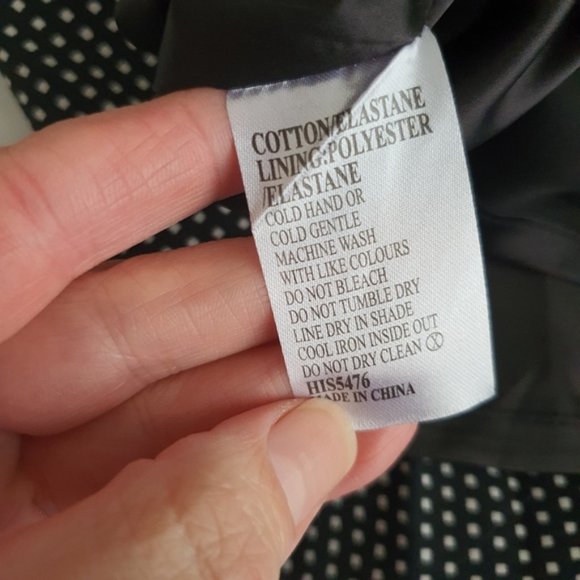 COTTON/ELASTANE
LINING:POLYESTER
/ELASTANE
COLD HAND OR
COLD GENTLE
MACHINE WASH
WITH LIKE COLOURS
DO NOT BLEACH
DO NOT TUMBLE DRY
LINE DRY IN SHADE
COOL IRON INSIDE OUT
DO NOT DRY CLEAN Ⓧ
HIS5476
MADE IN CHINA